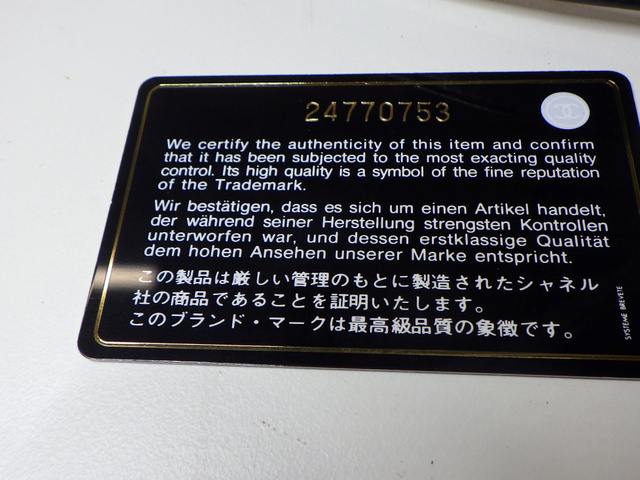 24770753
We certify the authenticity of this item and confirm
that it has been subjected to the most exacting quality
control. Its high quality is a symbol of the fine reputation
of the Trademark.
Wir bestätigen, dass es sich um einen Artikel handelt,
der während seiner Herstellung strengsten Kontrollen
unterworfen war, und dessen erstklassige Qualität
dem hohen Ansehen unserer Marke entspricht.
この製品は厳しい管理のもとに製造されたシャネル
社の商品であることを証明いたします。
このブランド・マークは最高級品質の象徴です。
SYSTEME BREVETE